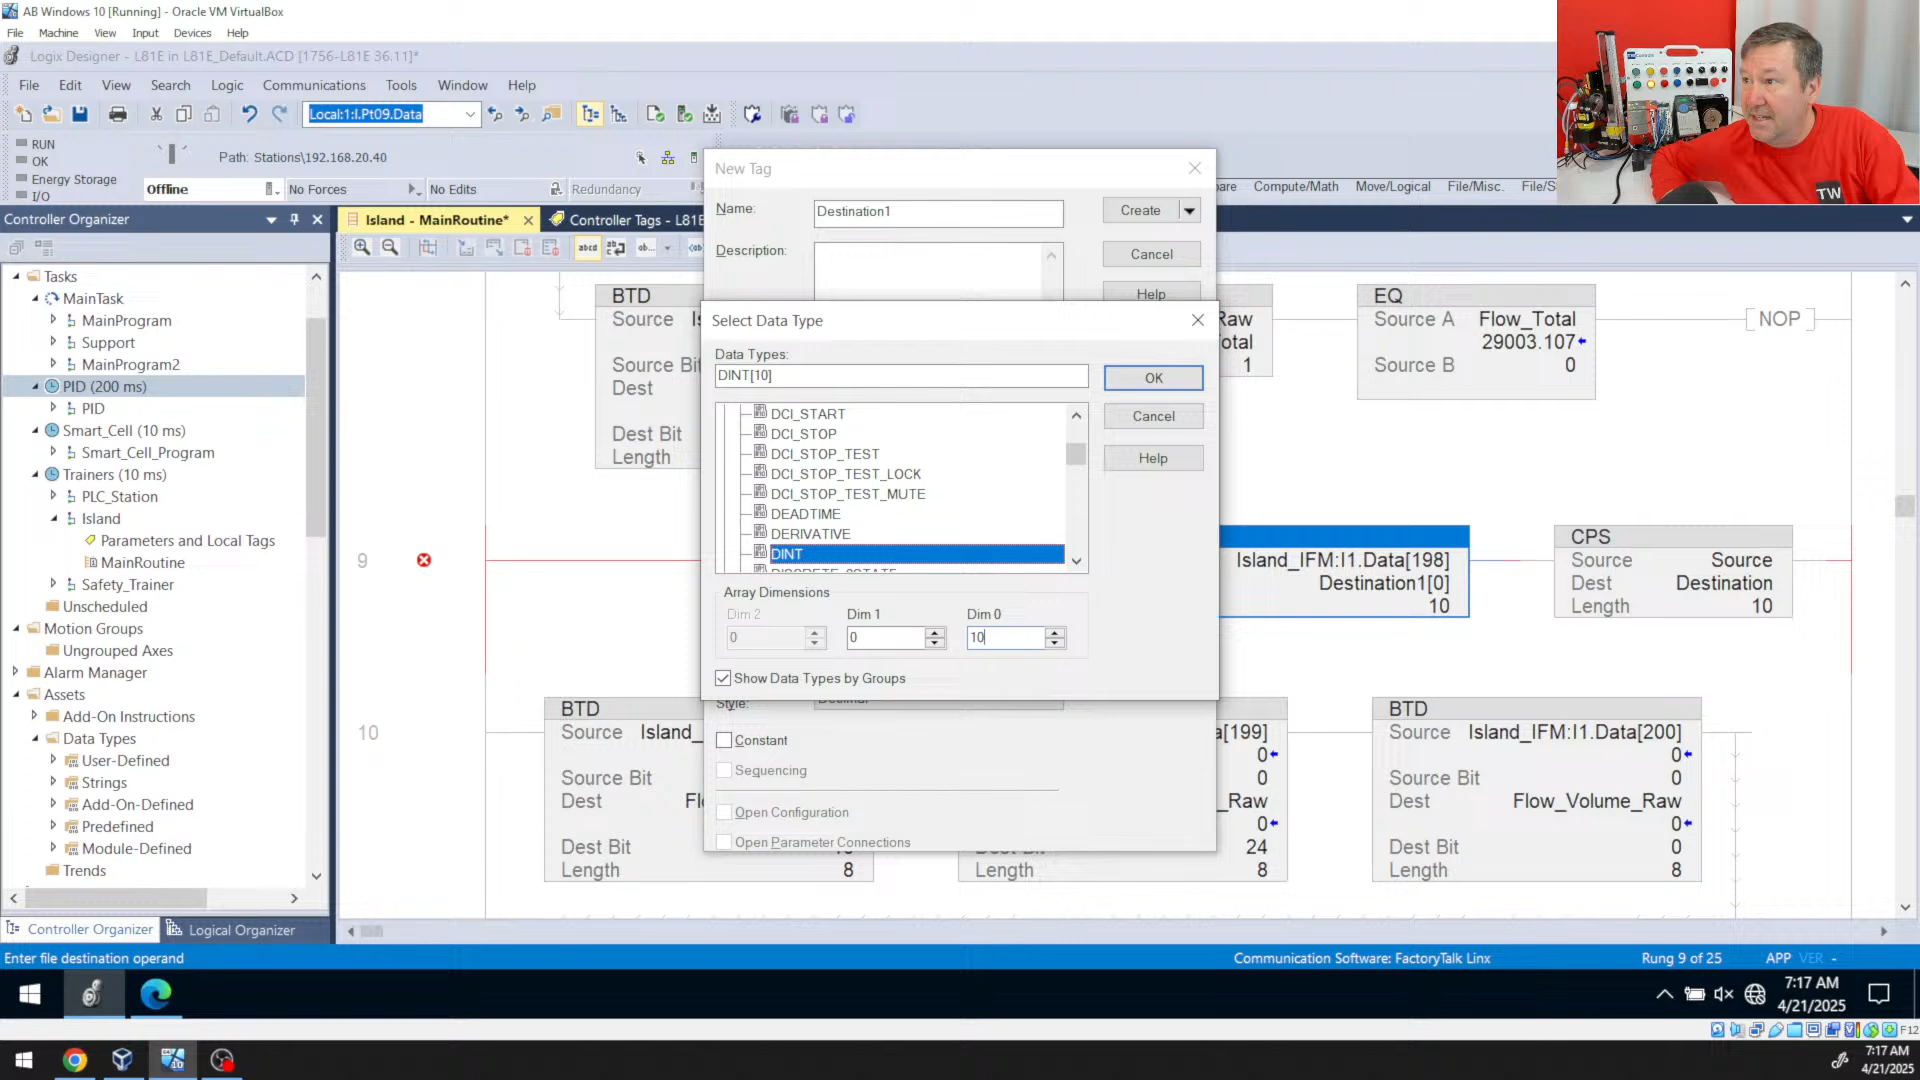 AB Windows 10 [Running] - Oracle VM VirtualBox
File Machine View Input Devices Help
Logix Designer - L81E in L81E_Default.ACD [1756-L81E 36.11]*
File Edit View Search Logic Communications Tools Window Help
Local:1:I.Pt09.Data
RUN
OK
Energy Storage
I/O
Path: Stations\192.168.20.40
Offline No Forces No Edits Redundancy
Compute/Math Move/Logical File/Misc.
Controller Organizer
Island - MainRoutine*
Controller Tags - L81E
Tasks
MainTask
MainProgram
Support
MainProgram2
PID (200 ms)
PID
Smart_Cell (10 ms)
Smart_Cell_Program
Trainers (10 ms)
PLC_Station
Island
Parameters and Local Tags
MainRoutine
Safety_Trainer
Unscheduled
Motion Groups
Ungrouped Axes
Alarm Manager
Assets
Add-On Instructions
Data Types
User-Defined
Strings
Add-On-Defined
Predefined
Module-Defined
Trends
Controller Organizer Logical Organizer
New Tag
Name: Destination1
Description:
Create
Cancel
Help
Select Data Type
Data Types:
DINT[10]
OK
Cancel
Help
DCI_START
DCI_STOP
DCI_STOP_TEST
DCI_STOP_TEST_LOCK
DCI_STOP_TEST_MUTE
DEADTIME
DERIVATIVE
DINT
Array Dimensions
Dim 2 Dim 1 Dim 0
0 0 10
Show Data Types by Groups
Style: Decimal
Constant
Sequencing
Open Configuration
Open Parameter Connections
BTD
Source
Source Bit
Dest
Dest Bit
Length
Raw
otal
1
EQ
Source A Flow_Total
29003.107
Source B 0
NOP
9
Island_IFM:I1.Data[198]
Destination1[0]
10
CPS
Source Source
Dest Destination
Length 10
10
BTD
Source Island_
Source Bit
Dest
Dest Bit
Length 8
a[199]
0
0
_Raw
0
Dest Bit 24
Length 8
BTD
Source Island_IFM:I1.Data[200]
0
Source Bit 0
Dest Flow_Volume_Raw
0
Dest Bit 0
Length 8
Enter file destination operand
Communication Software: FactoryTalk Linx
Rung 9 of 25
APP VER
7:17 AM
4/21/2025
F12
7:17 AM
4/21/2025
TW